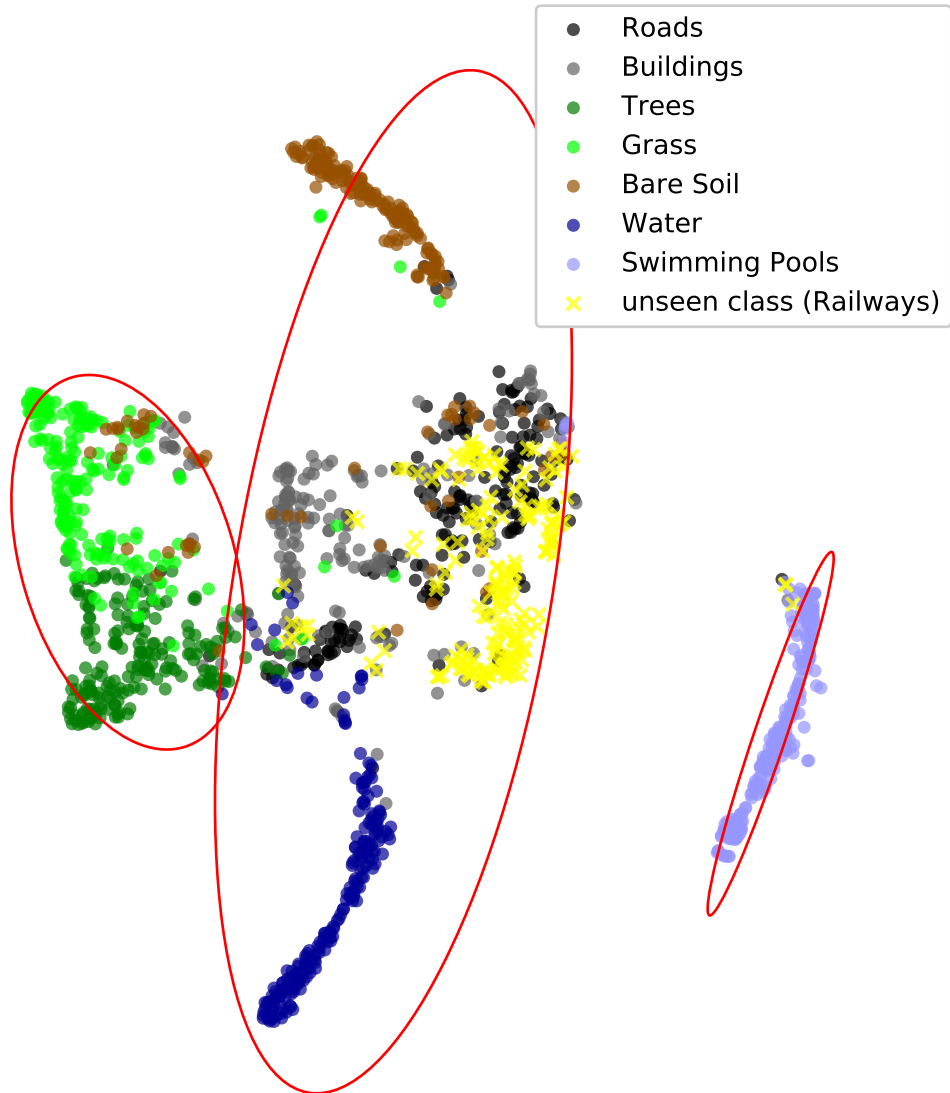 Roads
Buildings
Trees
Grass
Bare Soil
Water
Swimming Pools
unseen class (Railways)